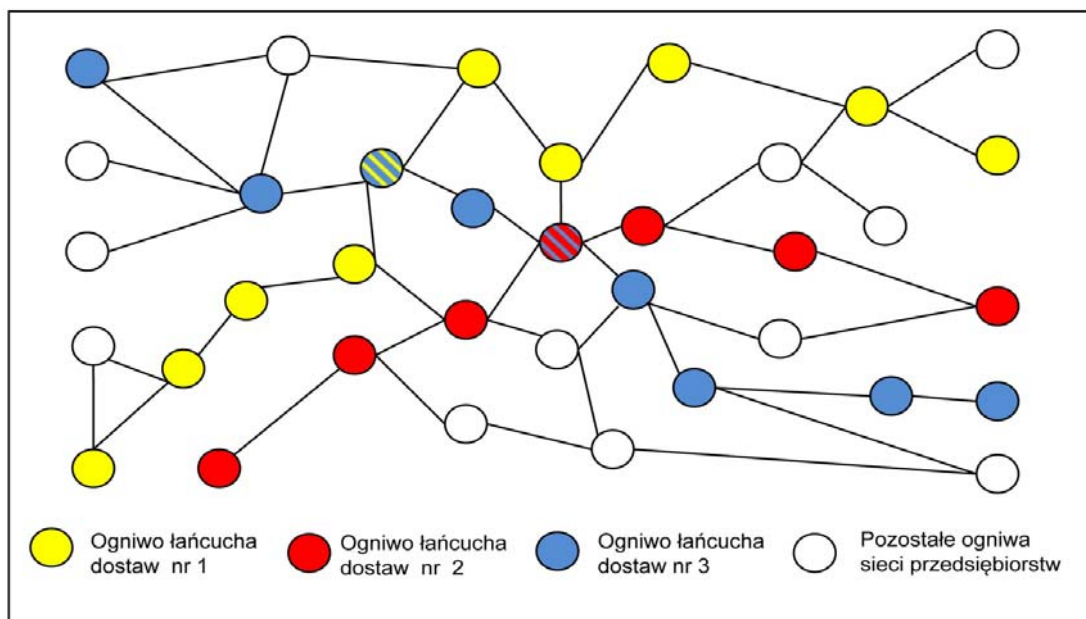 Ogniwo łańcucha
dostaw nr 1
Ogniwo łańcucha
dostaw nr 2
Ogniwo łańcucha
dostaw nr 3
Pozostałe ogniwa
sieci przedsiębiorstw